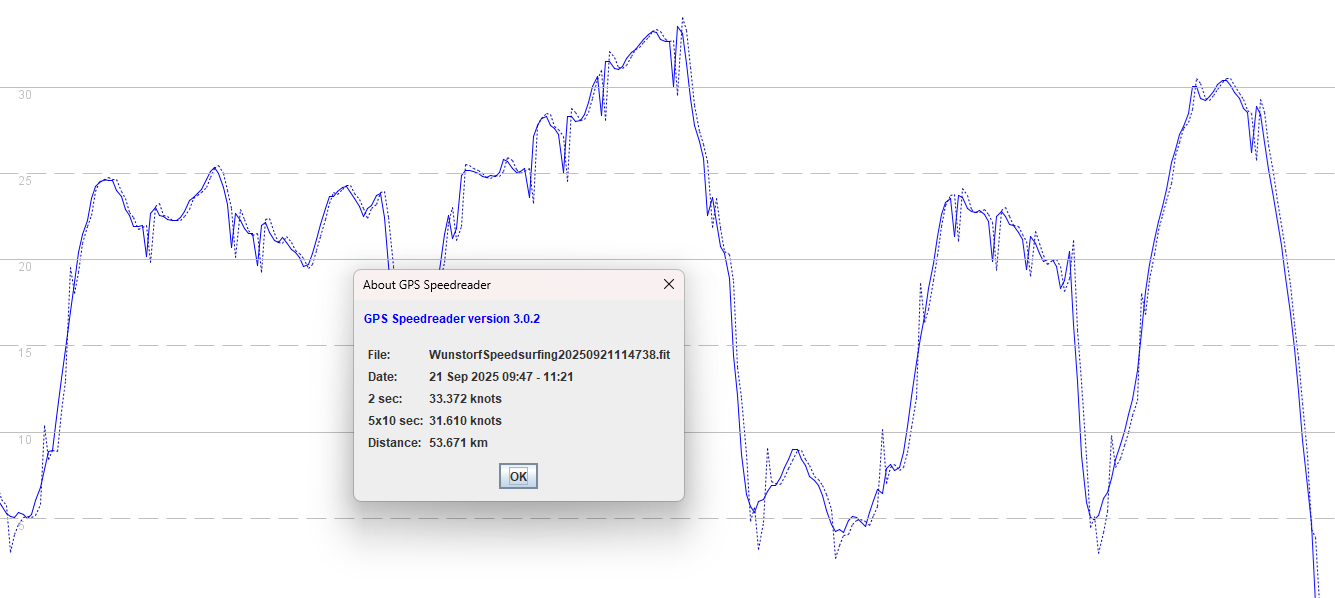 30
25
20
About GPS Speedreader
GPS Speedreader version 3.0.2
15
File: WunstorfSpeedsurfing20250921114738.fit
Date: 21 Sep 2025 09:47 - 11:21
2 sec: 33.372 knots
5x10 sec: 31.610 knots
10
Distance: 53.671 km
OK
5